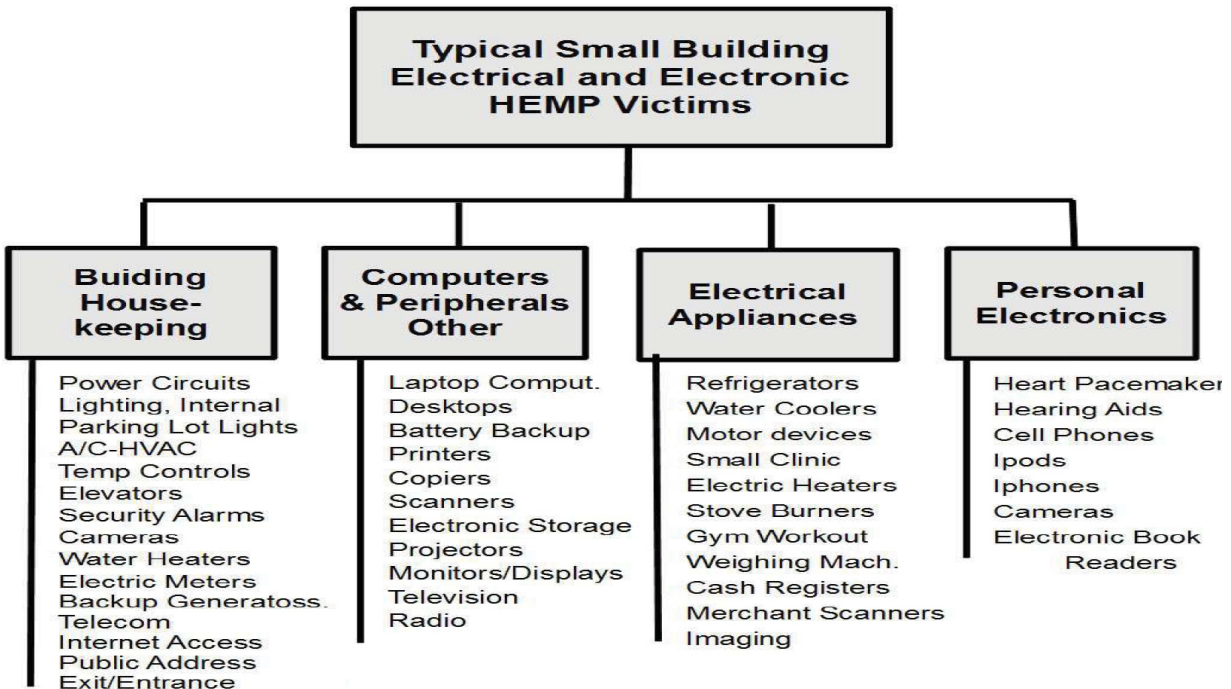 Typical Small Building
Electrical and Electronic
HEMP Victims
Buiding
House-
keeping
Power Circuits
Lighting, Internal
Parking Lot Lights
A/C-HVAC
Temp Controls
Elevators
Security Alarms
Cameras
Water Heaters
Electric Meters
Backup Generatoss.
Telecom
Internet Access
Public Address
Exit/Entrance
Computers
& Peripherals
Other
Laptop Comput.
Desktops
Battery Backup
Printers
Copiers
Scanners
Electronic Storage
Projectors
Monitors/Displays
Television
Radio
Electrical
Appliances
Refrigerators
Water Coolers
Motor devices
Small Clinic
Electric Heaters
Stove Burners
Gym Workout
Weighing Mach.
Cash Registers
Merchant Scanners
Imaging
Personal
Electronics
Heart Pacemaker
Hearing Aids
Cell Phones
Ipods
Iphones
Cameras
Electronic Book
Readers